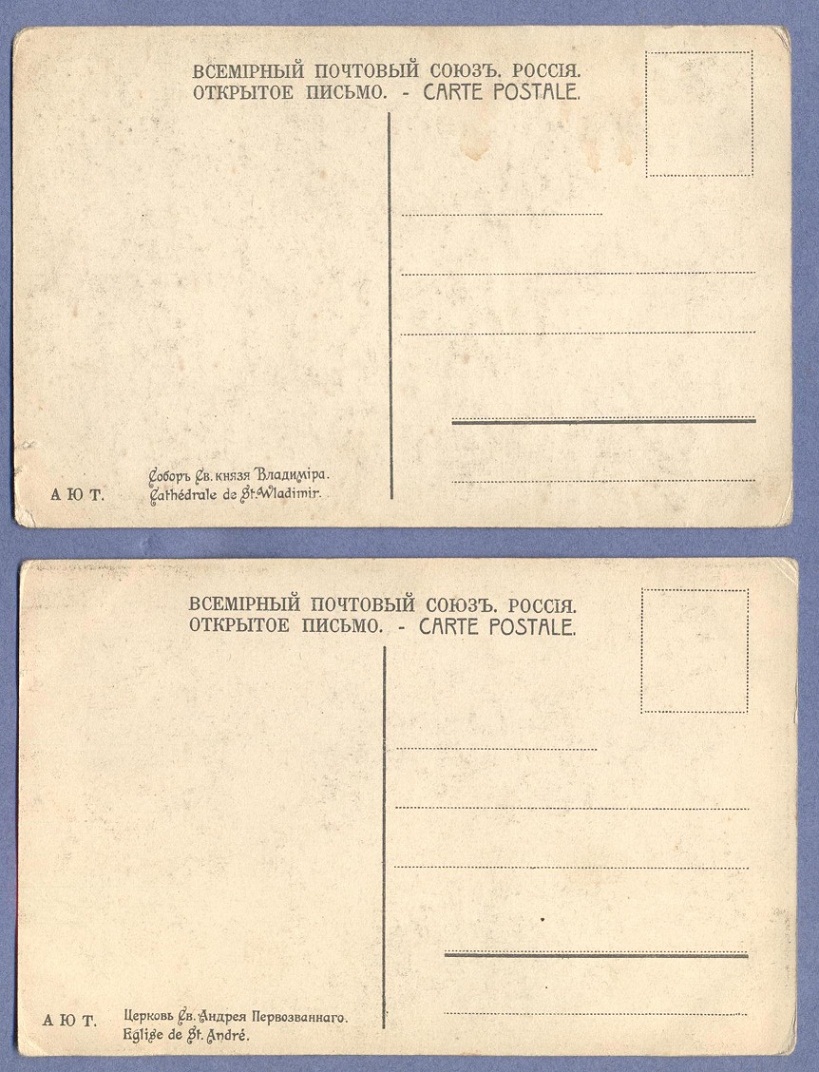 ВСЕМІРНЫЙ ПОЧТОВЫЙ СОЮЗЪ. РОССІЯ.
ОТКРЫТОЕ ПИСЬМО. - CARTE POSTALE.
А Ю Т.
Соборъ Св. князя Владиміра.
Cathédrale de St. Wladimir.
ВСЕМІРНЫЙ ПОЧТОВЫЙ СОЮЗЪ. РОССІЯ.
ОТКРЫТОЕ ПИСЬМО. - CARTE POSTALE.
А Ю Т.
Церковь Св. Андрея Первозваннаго.
Eglise de St. André.